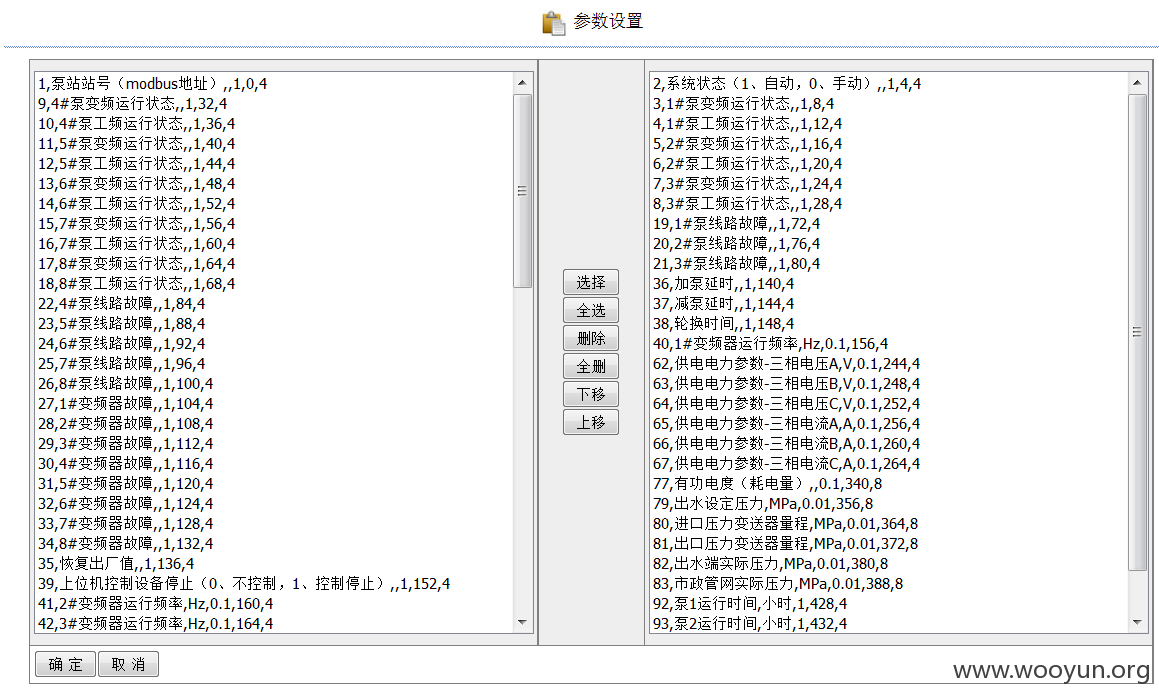 参数设置
1,泵站站号（modbus地址）,,1,0,4
9,4#泵变频运行状态,,1,32,4
10,4#泵工频运行状态,,1,36,4
11,5#泵变频运行状态,,1,40,4
12,5#泵工频运行状态,,1,44,4
13,6#泵变频运行状态,,1,48,4
14,6#泵工频运行状态,,1,52,4
15,7#泵变频运行状态,,1,56,4
16,7#泵工频运行状态,,1,60,4
17,8#泵变频运行状态,,1,64,4
18,8#泵工频运行状态,,1,68,4
22,4#泵线路故障,,1,84,4
23,5#泵线路故障,,1,88,4
24,6#泵线路故障,,1,92,4
25,7#泵线路故障,,1,96,4
26,8#泵线路故障,,1,100,4
27,1#变频器故障,,1,104,4
28,2#变频器故障,,1,108,4
29,3#变频器故障,,1,112,4
30,4#变频器故障,,1,116,4
31,5#变频器故障,,1,120,4
32,6#变频器故障,,1,124,4
33,7#变频器故障,,1,128,4
34,8#变频器故障,,1,132,4
35,恢复出厂值,,1,136,4
39,上位机控制设备停止（0、不控制，1、控制停止）,,1,152,4
41,2#变频器运行频率,Hz,0.1,160,4
42,3#变频器运行频率,Hz,0.1,164,4
选择
全选
删除
全删
下移
上移
2,系统状态（1、自动，0、手动）,,1,4,4
3,1#泵变频运行状态,,1,8,4
4,1#泵工频运行状态,,1,12,4
5,2#泵变频运行状态,,1,16,4
6,2#泵工频运行状态,,1,20,4
7,3#泵变频运行状态,,1,24,4
8,3#泵工频运行状态,,1,28,4
19,1#泵线路故障,,1,72,4
20,2#泵线路故障,,1,76,4
21,3#泵线路故障,,1,80,4
36,加泵延时,,1,140,4
37,减泵延时,,1,144,4
38,轮换时间,,1,148,4
40,1#变频器运行频率,Hz,0.1,156,4
62,供电电力参数-三相电压A,V,0.1,244,4
63,供电电力参数-三相电压B,V,0.1,248,4
64,供电电力参数-三相电压C,V,0.1,252,4
65,供电电力参数-三相电流A,A,0.1,256,4
66,供电电力参数-三相电流B,A,0.1,260,4
67,供电电力参数-三相电流C,A,0.1,264,4
77,有功电度（耗电量）,,0.1,340,8
79,出水设定压力,MPa,0.01,356,8
80,进口压力变送器量程,MPa,0.01,364,8
81,出口压力变送器量程,MPa,0.01,372,8
82,出水端实际压力,MPa,0.01,380,8
83,市政管网实际压力,MPa,0.01,388,8
92,泵1运行时间,小时,1,428,4
93,泵2运行时间,小时,1,432,4
确 定
取 消
www.wooyun.org